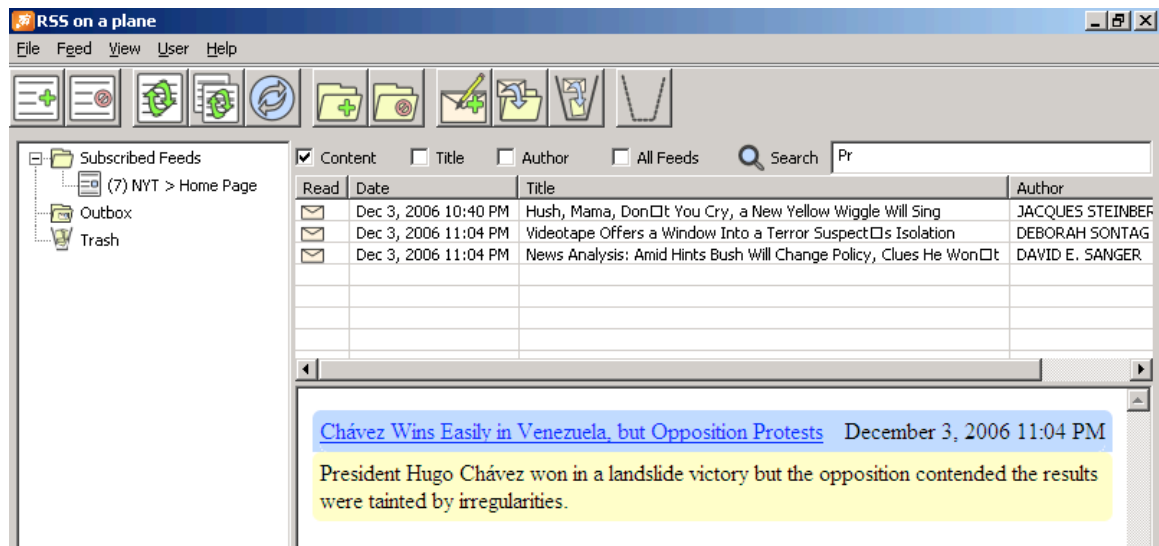 RSS on a plane
File Feed View User Help
Subscribed Feeds
(7) NYT > Home Page
Outbox
Trash
Content Title Author All Feeds Search Pr
Read Date Title Author
Dec 3, 2006 10:40 PM Hush, Mama, Don□t You Cry, a New Yellow Wiggle Will Sing JACQUES STEINBER
Dec 3, 2006 11:04 PM Videotape Offers a Window Into a Terror Suspect□s Isolation DEBORAH SONTAG
Dec 3, 2006 11:04 PM News Analysis: Amid Hints Bush Will Change Policy, Clues He Won□t DAVID E. SANGER
Chávez Wins Easily in Venezuela, but Opposition Protests December 3, 2006 11:04 PM
President Hugo Chávez won in a landslide victory but the opposition contended the results
were tainted by irregularities.